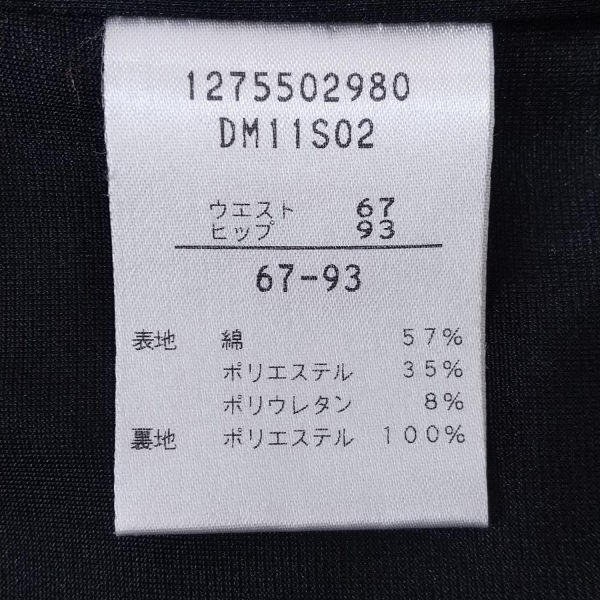 1275502980
DM11S02
ウエスト 67
ヒップ 93
67-93
表地 綿 57%
ポリエステル 35%
ポリウレタン 8%
裏地 ポリエステル 100%